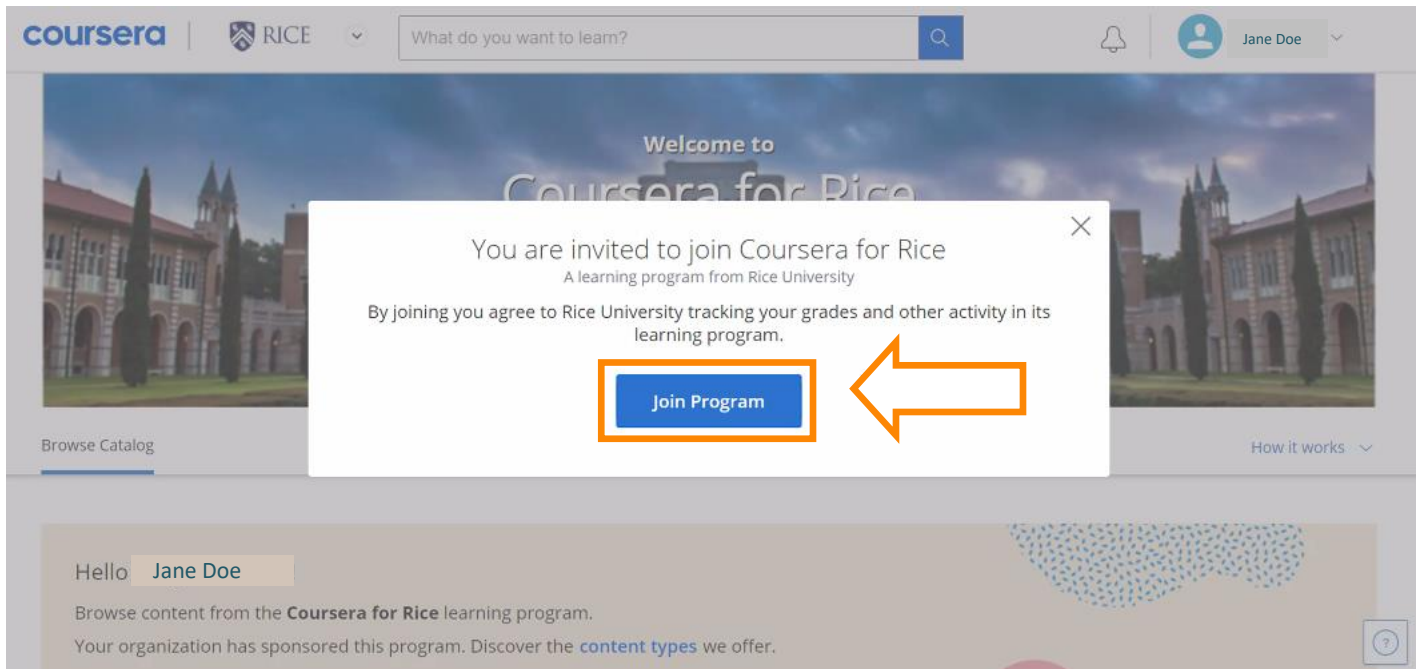 coursera
RICE
What do you want to learn?
Jane Doe
Welcome to
Coursera for Rice
You are invited to join Coursera for Rice
A learning program from Rice University
By joining you agree to Rice University tracking your grades and other activity in its
learning program.
Join Program
Browse Catalog
How it works
Hello Jane Doe
Browse content from the Coursera for Rice learning program.
Your organization has sponsored this program. Discover the content types we offer.
?